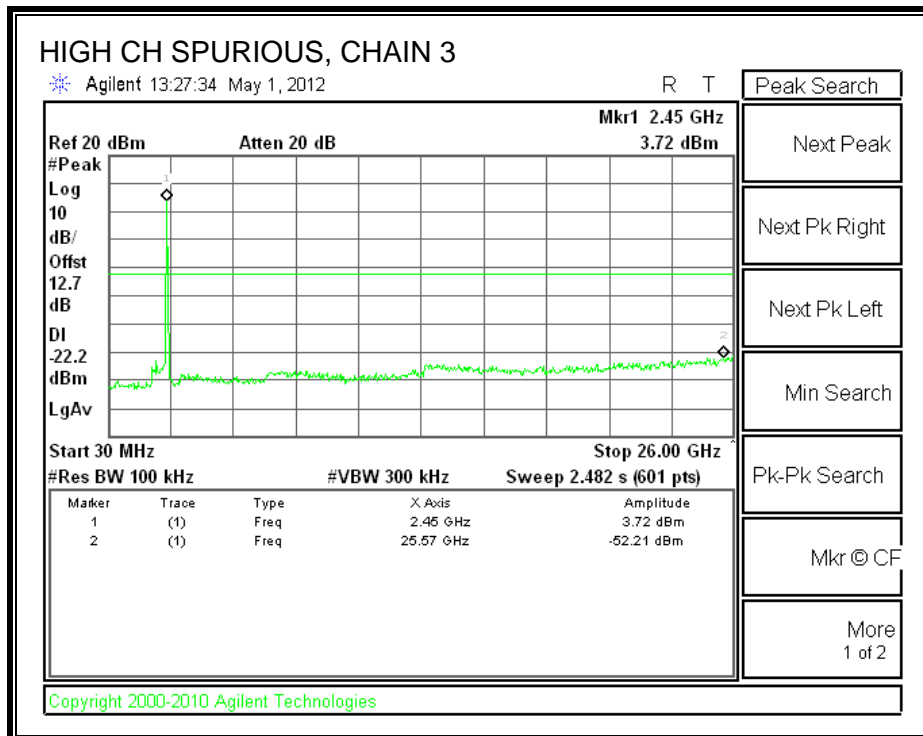 HIGH CH SPURIOUS, CHAIN 3
Agilent 13:27:34 May 1, 2012 R T Peak Search
Mkr1 2.45 GHz
Ref 20 dBm Atten 20 dB 3.72 dBm
#Peak
Log
10
dB/
Offst
12.7
dB
DI
-22.2
dBm
LgAv
1
2
Start 30 MHz Stop 26.00 GHz
#Res BW 100 kHz #VBW 300 kHz Sweep 2.482 s (601 pts)
Marker Trace Type X Axis Amplitude
1 (1) Freq 2.45 GHz 3.72 dBm
2 (1) Freq 25.57 GHz -52.21 dBm
Next Peak
Next Pk Right
Next Pk Left
Min Search
Pk-Pk Search
Mkr © CF
More
1 of 2
Copyright 2000-2010 Agilent Technologies